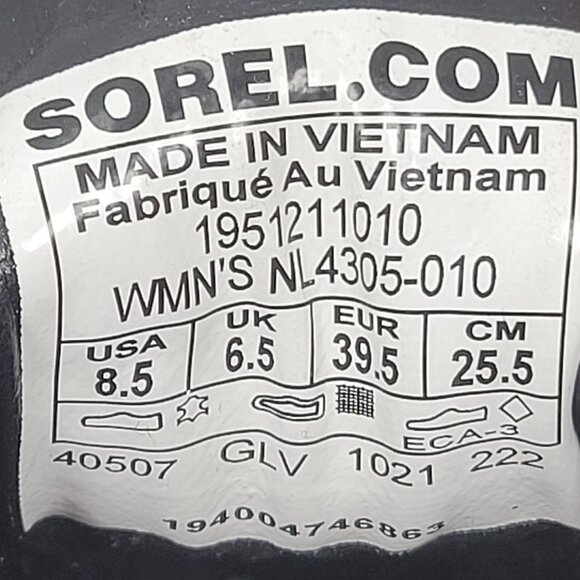 SOREL.COM
MADE IN VIETNAM
Fabriqué Au Vietnam
1951211010
WMN'S NL4305-010
USA UK EUR CM
8.5 6.5 39.5 25.5
ECA-3
40507 GLV 1021 222
194004746863